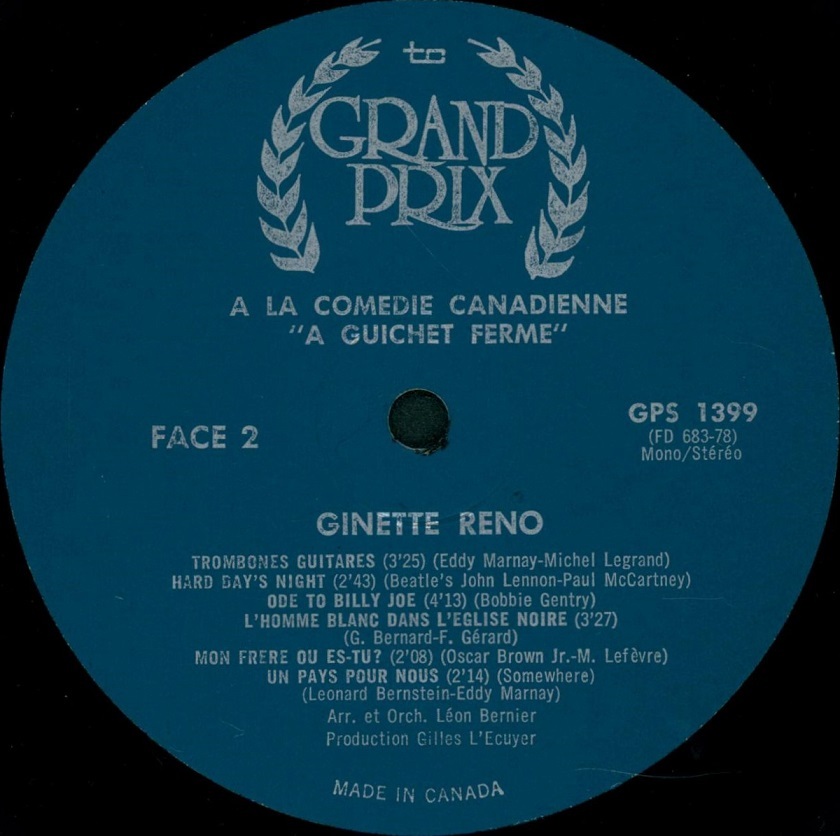 tc
GRAND
PRIX
A LA COMEDIE CANADIENNE
"A GUICHET FERME"
FACE 2
GPS 1399
(FD 683-78)
Mono/Stéréo
GINETTE RENO
TROMBONES GUITARES (3'25) (Eddy Marnay-Michel Legrand)
HARD DAY'S NIGHT (2'43) (Beatle's John Lennon-Paul McCartney)
ODE TO BILLY JOE (4'13) (Bobbie Gentry)
L'HOMME BLANC DANS L'EGLISE NOIRE (3'27)
(G. Bernard-F. Gérard)
MON FRERE OU ES-TU? (2'08) (Oscar Brown Jr.-M. Lefèvre)
UN PAYS POUR NOUS (2'14) (Somewhere)
(Leonard Bernstein-Eddy Marnay)
Arr. et Orch. Léon Bernier
Production Gilles L'Ecuyer
MADE IN CANADA